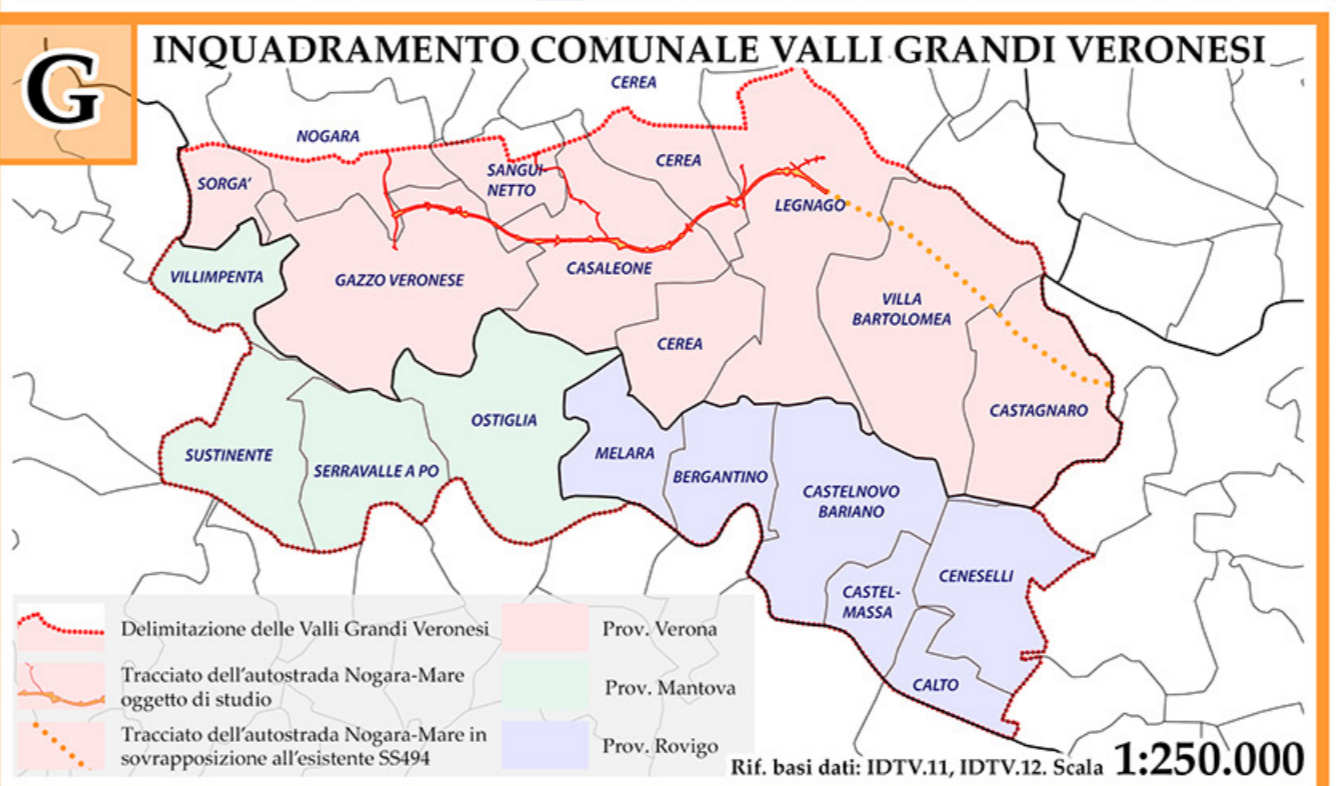 G
INQUADRAMENTO COMUNALE VALLI GRANDI VERONESI
CEREA
NOGARA
SORGA’
SANGUI-
NETTO
CEREA
LEGNAGO
VILLIMPENTA
GAZZO VERONESE
CASALEONE
VILLA
BARTOLOMEA
CEREA
CASTAGNARO
OSTIGLIA
SUSTINENTE
SERRAVALLE A PO
MELARA
BERGANTINO
CASTELNOVO
BARIANO
CENESELLI
CASTEL-
MASSA
CALTO
Delimitazione delle Valli Grandi Veronesi
Tracciato dell’autostrada Nogara-Mare
oggetto di studio
Tracciato dell’autostrada Nogara-Mare in
sovrapposizione all’esistente SS494
Prov. Verona
Prov. Mantova
Prov. Rovigo
Rif. basi dati: IDTV.11, IDTV.12. Scala 1:250.000